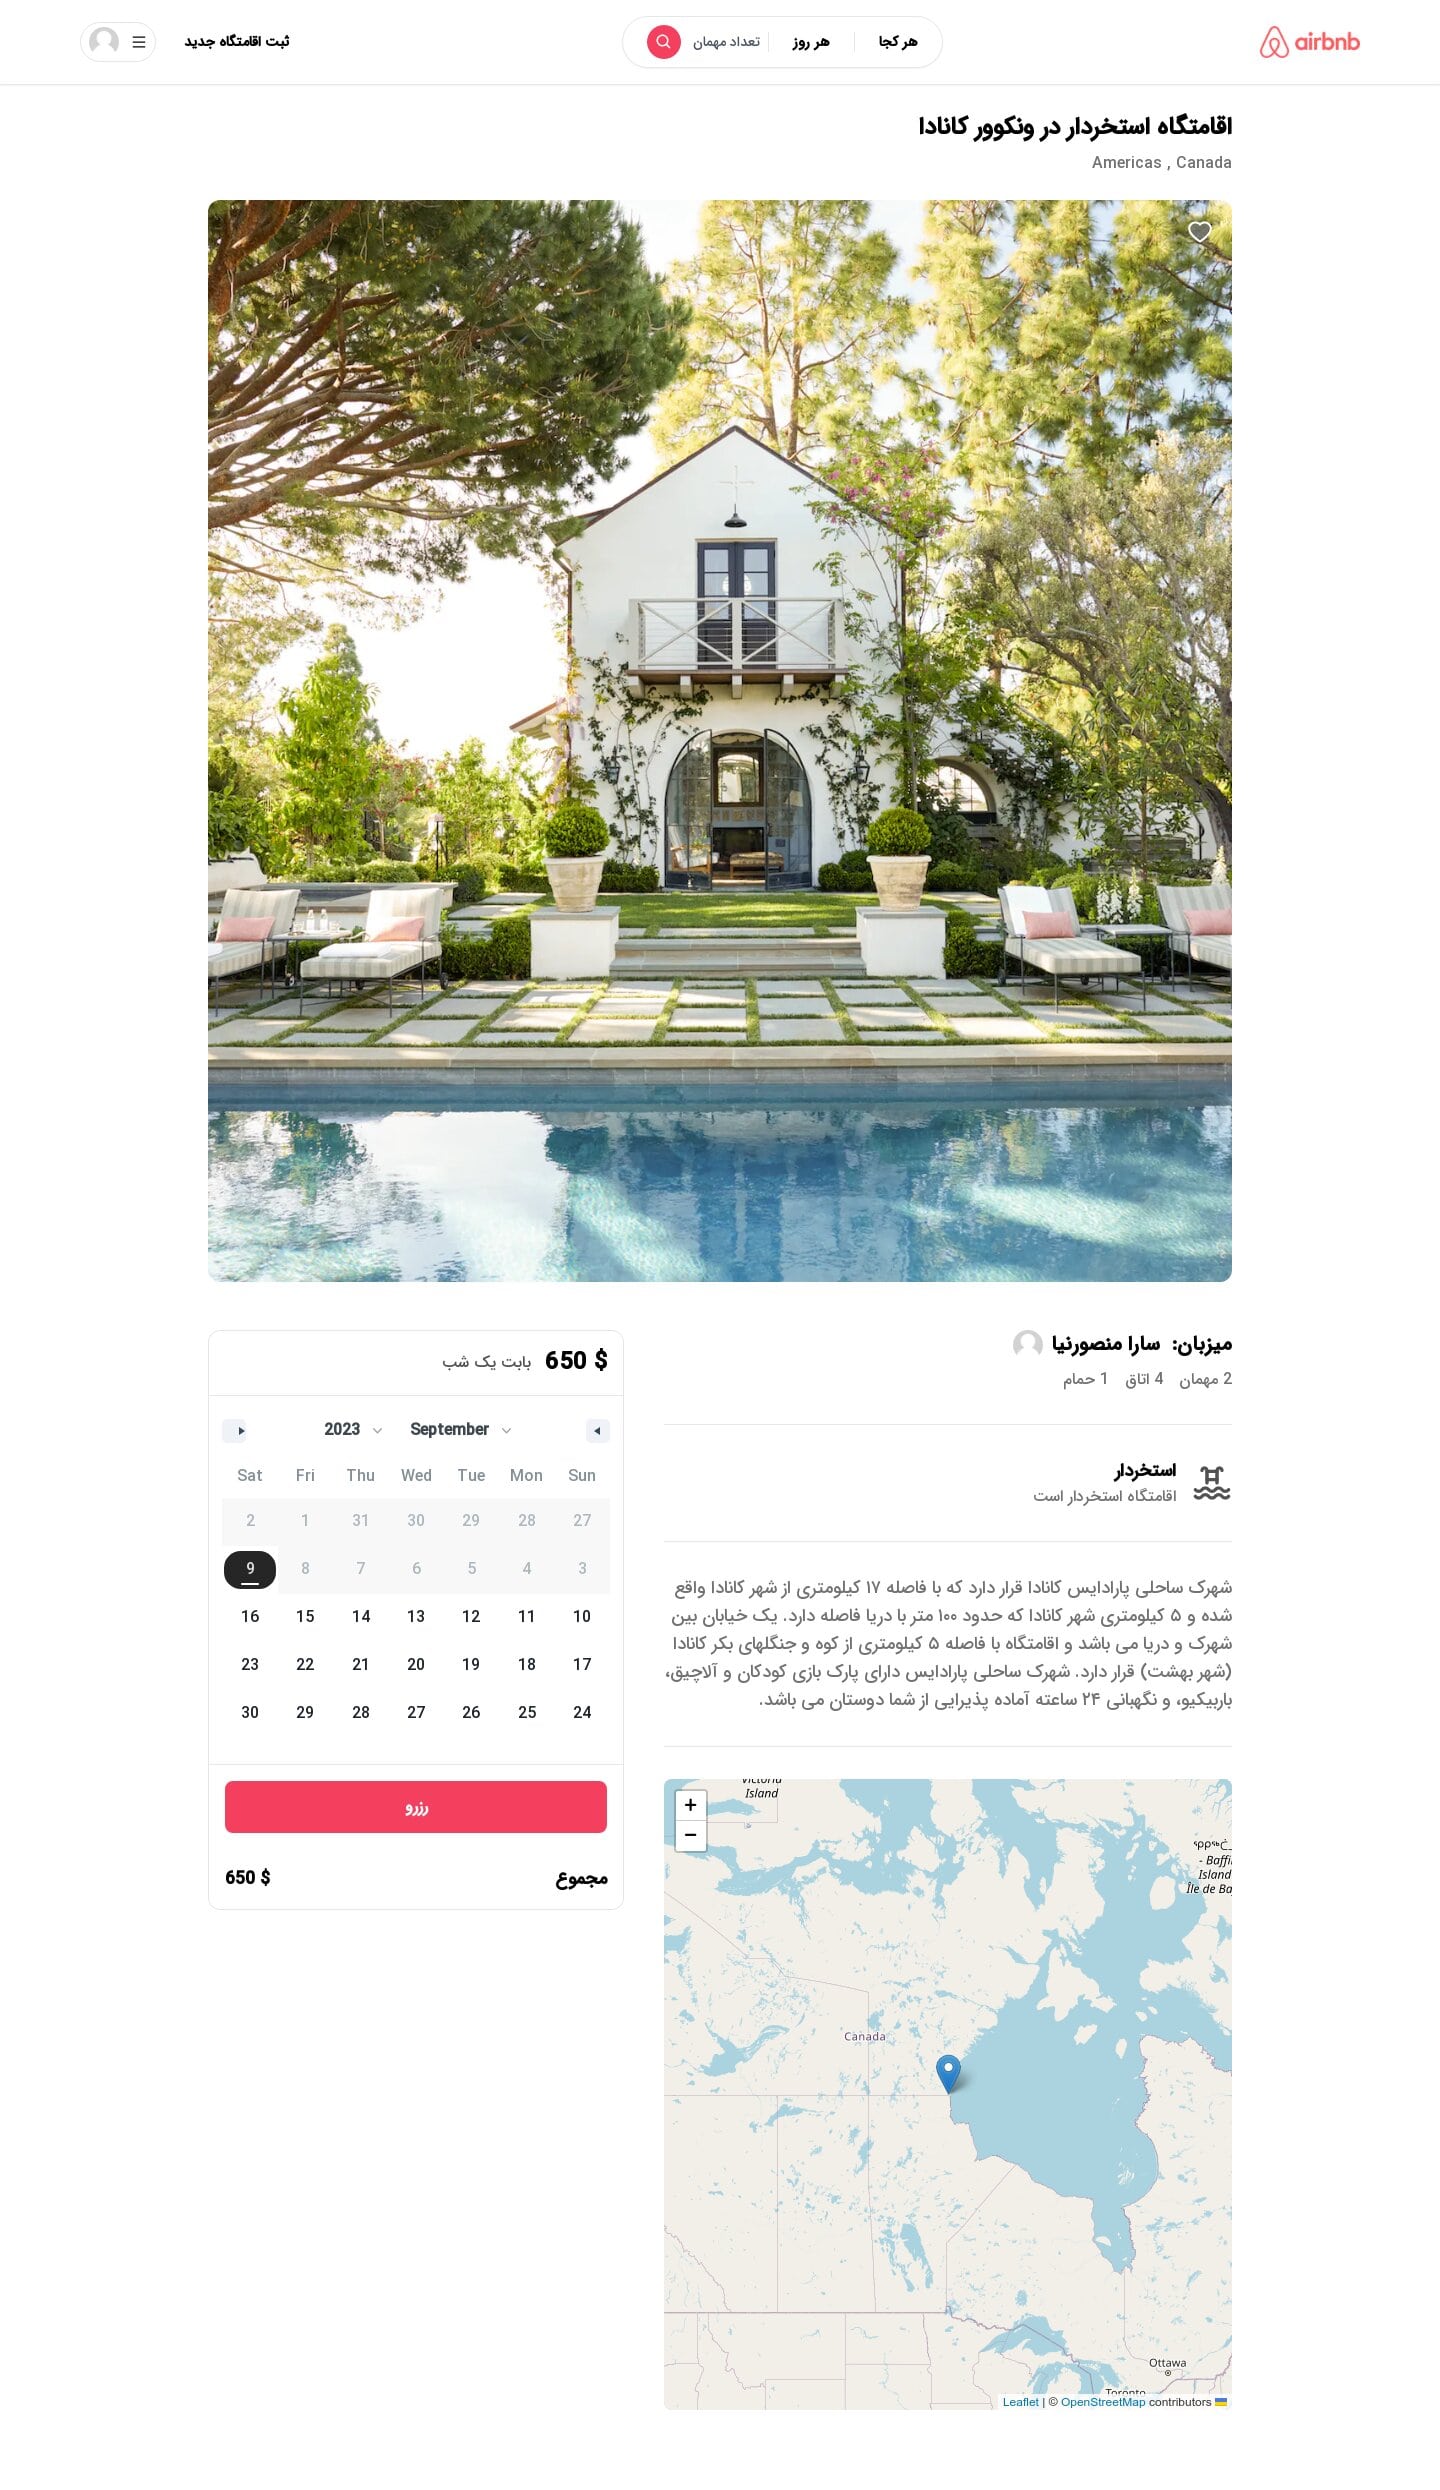 airbnb
هر کجا
هر روز
تعداد مهمان
ثبت اقامتگاه جدید
اقامتگاه استخردار در ونکوور کانادا
Americas , Canada
میزبان: سارا منصورنیا
2 مهمان 4 اتاق 1 حمام
استخردار
اقامتگاه استخردار است
شهرک ساحلی پارادایس کانادا قرار دارد که با فاصله ۱۷ کیلومتری از شهر کانادا واقع
شده و ۵ کیلومتری شهر کانادا که حدود ۱۰۰ متر با دریا فاصله دارد. یک خیابان بین
شهرک و دریا می باشد و اقامتگاه با فاصله ۵ کیلومتری از کوه و جنگلهای بکر کانادا
(شهر بهشت) قرار دارد. شهرک ساحلی پارادایس دارای پارک بازی کودکان و آلاچیق،
باربیکیو، و نگهبانی ۲۴ ساعته آماده پذیرایی از شما دوستان می باشد.
+
−
Victoria
Island
- Baffin
Island
Île de Ba
Canada
Ottawa
Toronto
Leaflet | © OpenStreetMap contributors
650 $ بابت یک شب
2023 September
Sat Fri Thu Wed Tue Mon Sun
2 1 31 30 29 28 27
9 8 7 6 5 4 3
16 15 14 13 12 11 10
23 22 21 20 19 18 17
30 29 28 27 26 25 24
رزرو
مجموع
650 $